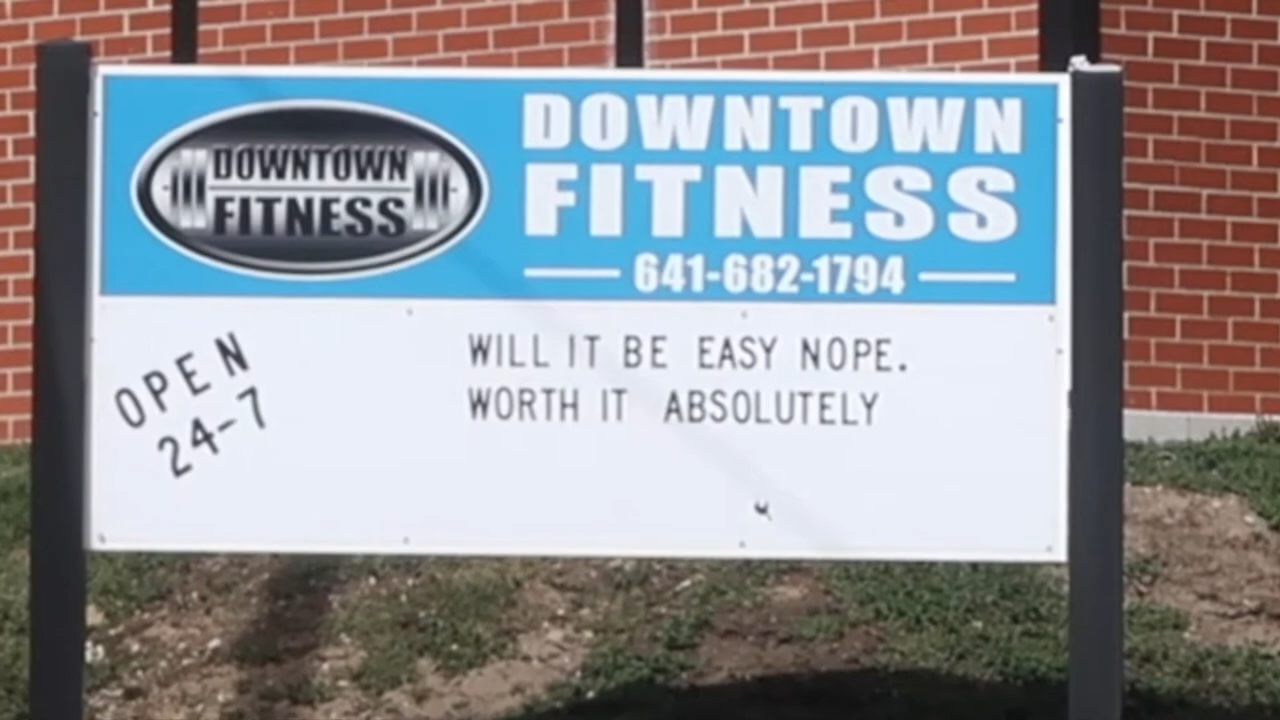 DOWNTOWN
FITNESS
DOWNTOWN
FITNESS
641-682-1794
OPEN
24-7
WILL IT BE EASY NOPE.
WORTH IT ABSOLUTELY